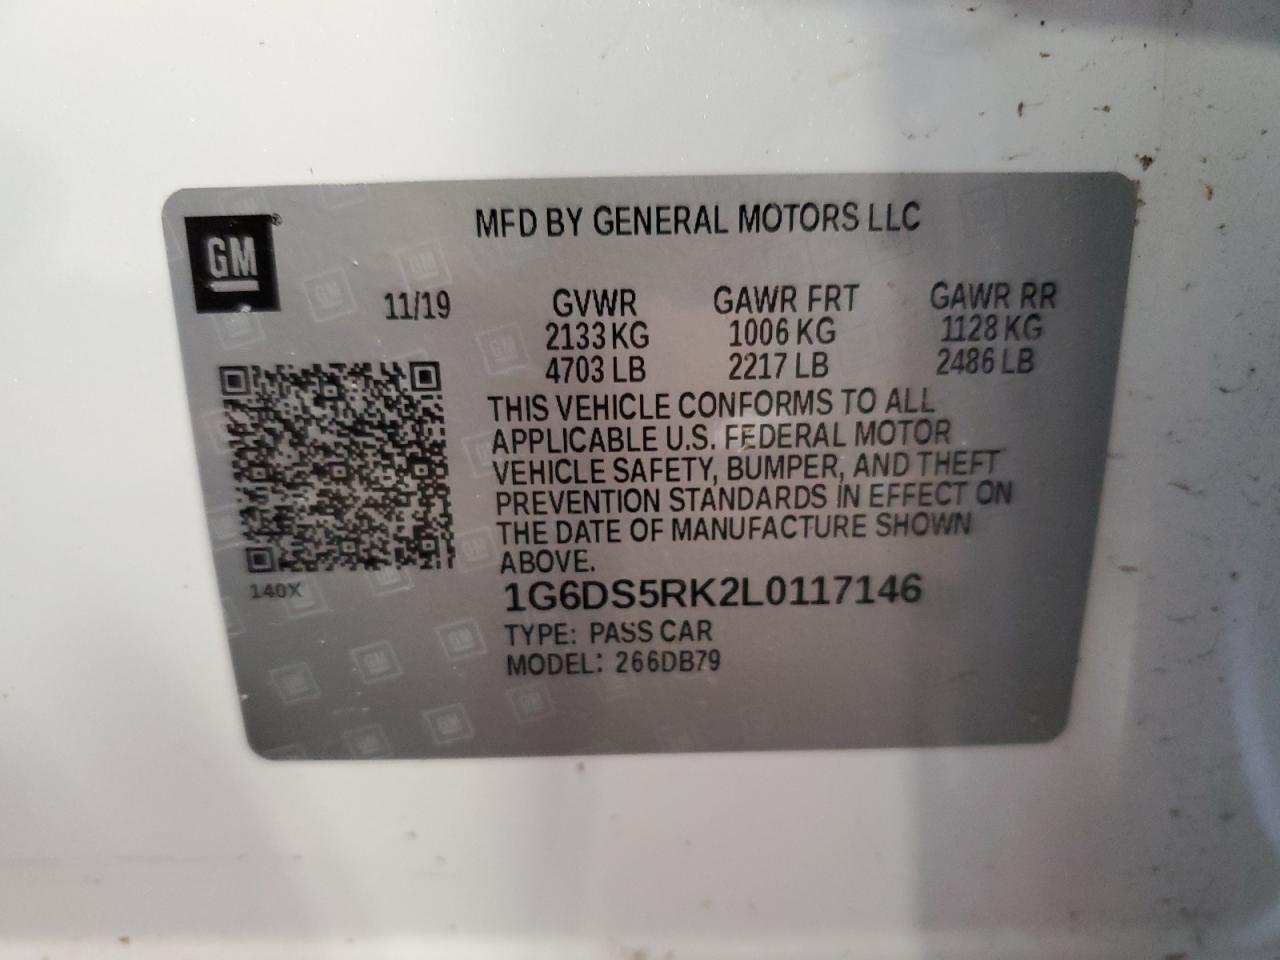 GM®
MFD BY GENERAL MOTORS LLC
11/19
GVWR GAWR FRT GAWR RR
2133 KG 1006 KG 1128 KG
4703 LB 2217 LB 2486 LB
THIS VEHICLE CONFORMS TO ALL
APPLICABLE U.S. FEDERAL MOTOR
VEHICLE SAFETY, BUMPER, AND THEFT
PREVENTION STANDARDS IN EFFECT ON
THE DATE OF MANUFACTURE SHOWN
ABOVE.
140X
1G6DS5RK2L0117146
TYPE: PASS CAR
MODEL: 266DB79